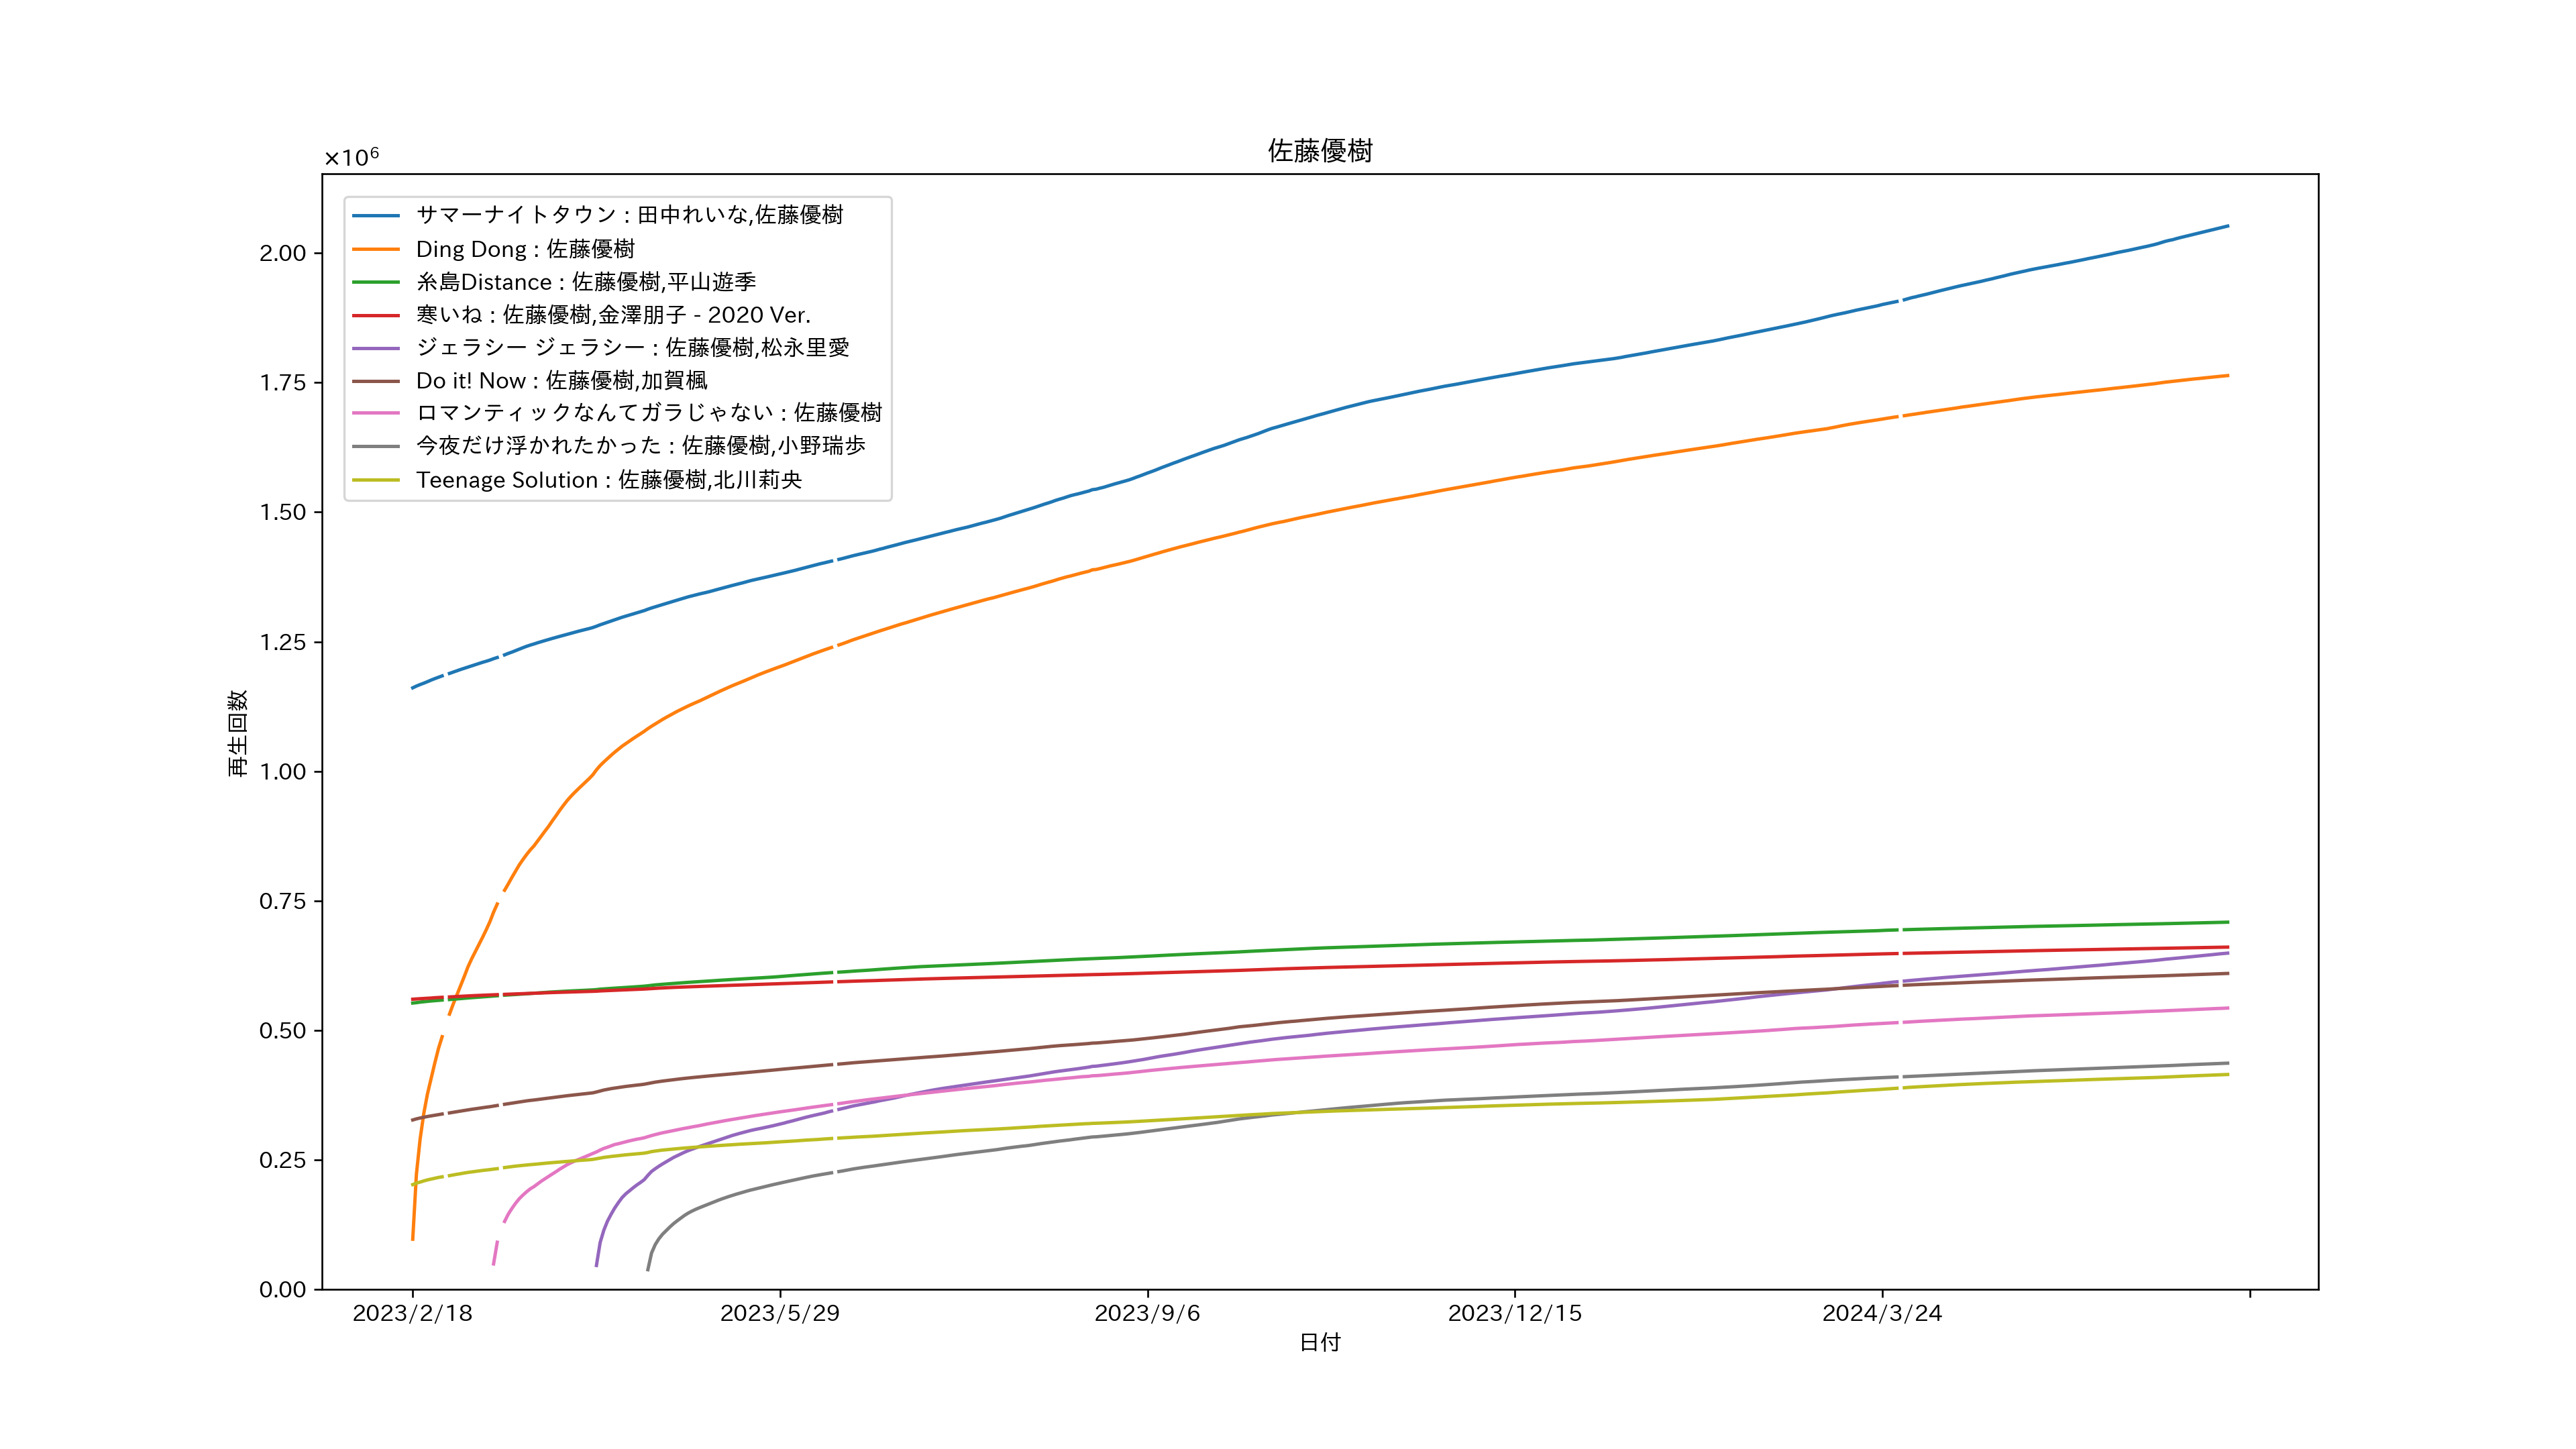 佐藤優樹
×10⁶
サマーナイトタウン : 田中れいな,佐藤優樹
Ding Dong : 佐藤優樹
糸島Distance : 佐藤優樹,平山遊季
寒いね : 佐藤優樹,金澤朋子 - 2020 Ver.
ジェラシー ジェラシー : 佐藤優樹,松永里愛
Do it! Now : 佐藤優樹,加賀楓
ロマンティックなんてガラじゃない : 佐藤優樹
今夜だけ浮かれたかった : 佐藤優樹,小野瑞歩
Teenage Solution : 佐藤優樹,北川莉央
2.00
1.75
1.50
1.25
1.00
0.75
0.50
0.25
0.00
再生回数
2023/2/18
2023/5/29
2023/9/6
2023/12/15
2024/3/24
日付